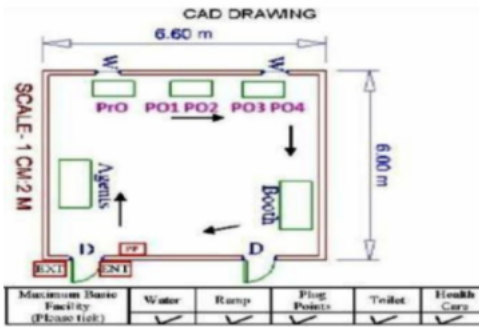 CAD DRAWING
6.60 m
W W
PrO PO1 PO2 PO3 PO4
SCALE- 1 CM:2 M
6.00 m
Agents
Booth
D PP D
EXT ENT
Maximum Basic Facility (Please tick) Water Ramp Plug Points Toilet Health Care